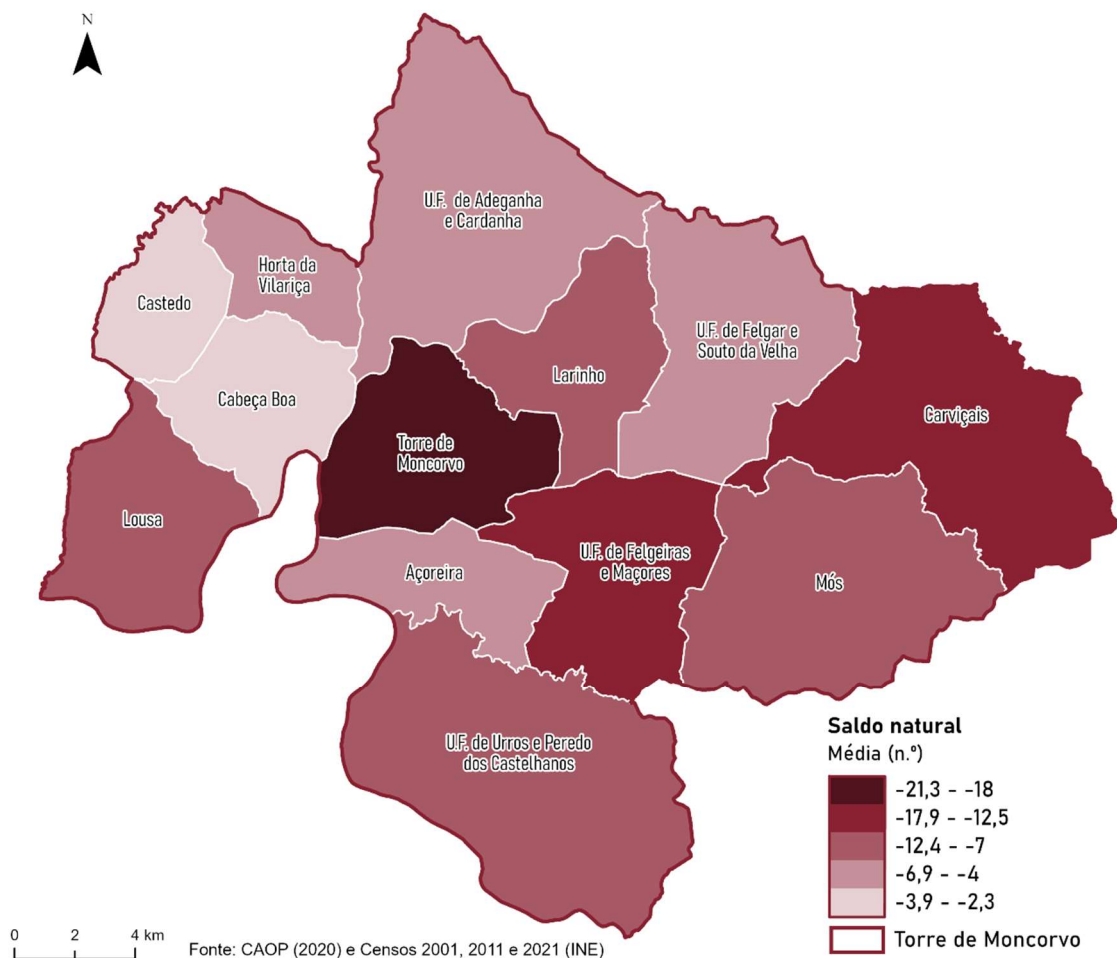 N
U.F. de Adeganha
e Cardanha
Horta da
Vilariça
Castedo
U.F. de Felgar e
Souto da Velha
Larinho
Cabeça Boa
Carviçais
Torre de
Moncorvo
Lousa
U.F. de Felgeiras
e Maçores
Açoreira
Mós
U.F. de Urros e Peredo
dos Castelhanos
Saldo natural
Média (n.º)
-21,3 - -18
-17,9 - -12,5
-12,4 - -7
-6,9 - -4
-3,9 - -2,3
Torre de Moncorvo
0 2 4 km
Fonte: CAOP (2020) e Censos 2001, 2011 e 2021 (INE)